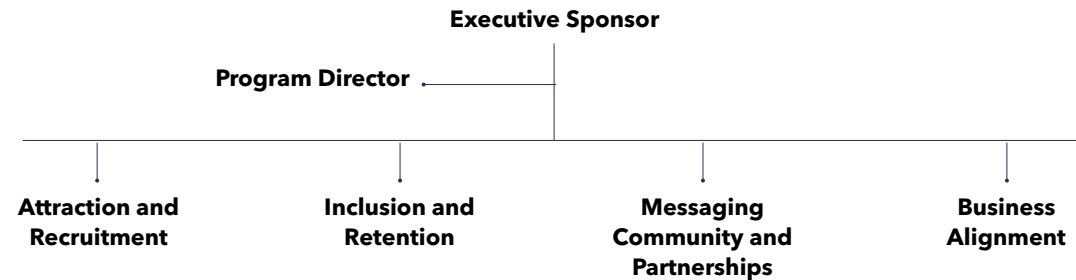 Executive Sponsor
Program Director
Attraction and
Recruitment
Inclusion and
Retention
Messaging
Community and
Partnerships
Business
Alignment